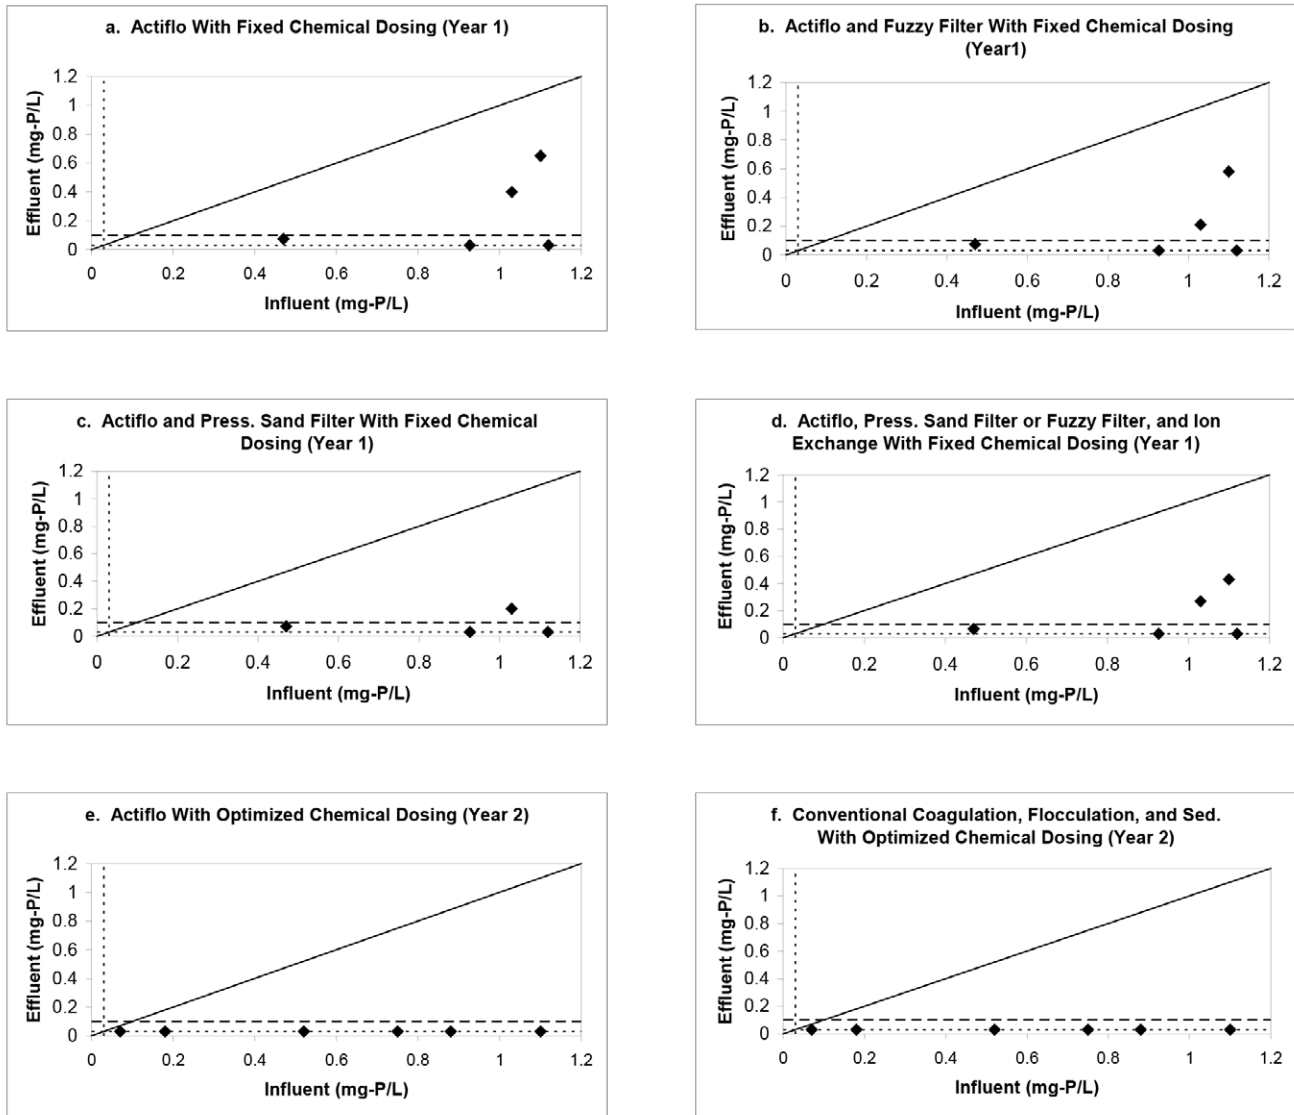 a. Actiflo With Fixed Chemical Dosing (Year 1)
1.2
1
0.8
0.6
0.4
0.2
0
Effluent (mg-P/L)
0 0.2 0.4 0.6 0.8 1 1.2
Influent (mg-P/L)
b. Actiflo and Fuzzy Filter With Fixed Chemical Dosing
(Year1)
1.2
1
0.8
0.6
0.4
0.2
0
Effluent (mg-P/L)
0 0.2 0.4 0.6 0.8 1 1.2
Influent (mg-P/L)
c. Actiflo and Press. Sand Filter With Fixed Chemical
Dosing (Year 1)
1.2
1
0.8
0.6
0.4
0.2
0
Effluent (mg-P/L)
0 0.2 0.4 0.6 0.8 1 1.2
Influent (mg-P/L)
d. Actiflo, Press. Sand Filter or Fuzzy Filter, and Ion
Exchange With Fixed Chemical Dosing (Year 1)
1.2
1
0.8
0.6
0.4
0.2
0
Effluent (mg-P/L)
0 0.2 0.4 0.6 0.8 1 1.2
Influent (mg-P/L)
e. Actiflo With Optimized Chemical Dosing (Year 2)
1.2
1
0.8
0.6
0.4
0.2
0
Effluent (mg-P/L)
0 0.2 0.4 0.6 0.8 1 1.2
Influent (mg-P/L)
f. Conventional Coagulation, Flocculation, and Sed.
With Optimized Chemical Dosing (Year 2)
1.2
1
0.8
0.6
0.4
0.2
0
Effluent (mg-P/L)
0 0.2 0.4 0.6 0.8 1 1.2
Influent (mg-P/L)